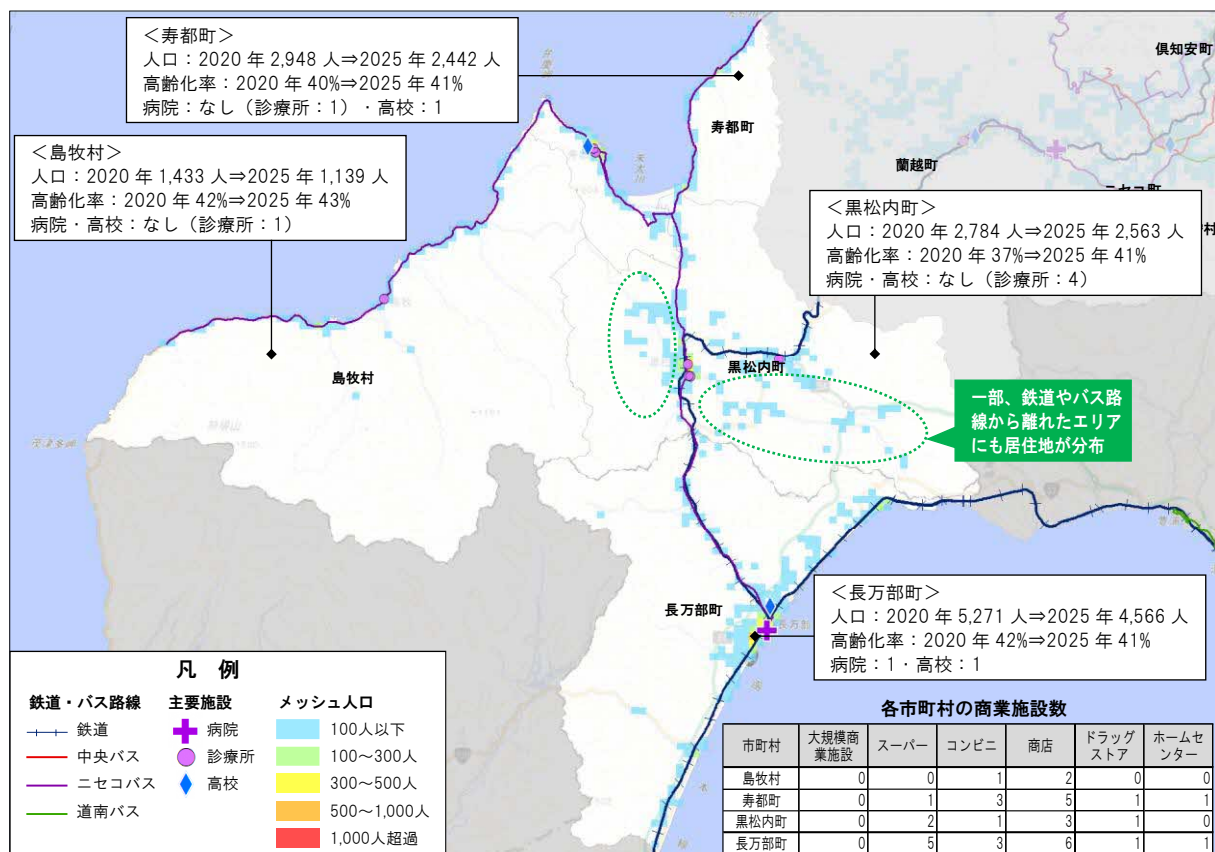 <寿都町>
人口：2020 年 2,948 人⇒2025 年 2,442 人
高齢化率：2020 年 40%⇒2025 年 41%
病院：なし（診療所：1）・高校：1
倶知安町
寿都町
蘭越町
ニセコ町
村
<島牧村>
人口：2020 年 1,433 人⇒2025 年 1,139 人
高齢化率：2020 年 42%⇒2025 年 43%
病院・高校：なし（診療所：1）
<黒松内町>
人口：2020 年 2,784 人⇒2025 年 2,563 人
高齢化率：2020 年 37%⇒2025 年 41%
病院・高校：なし（診療所：4）
島牧村
黒松内町
一部、鉄道やバス路
線から離れたエリア
にも居住地が分布
長万部町
長万部
<長万部町>
人口：2020 年 5,271 人⇒2025 年 4,566 人
高齢化率：2020 年 42%⇒2025 年 41%
病院：1・高校：1
凡 例
鉄道・バス路線 主要施設 メッシュ人口
鉄道 病院 100人以下
中央バス 診療所 100～300人
ニセコバス 高校 300～500人
道南バス 500～1,000人
1,000人超過
各市町村の商業施設数
市町村 大規模商業施設 スーパー コンビニ 商店 ドラッグストア ホームセンター
島牧村 0 0 1 2 0 0
寿都町 0 1 3 5 1 1
黒松内町 0 2 1 3 1 0
長万部町 0 5 3 6 1 1